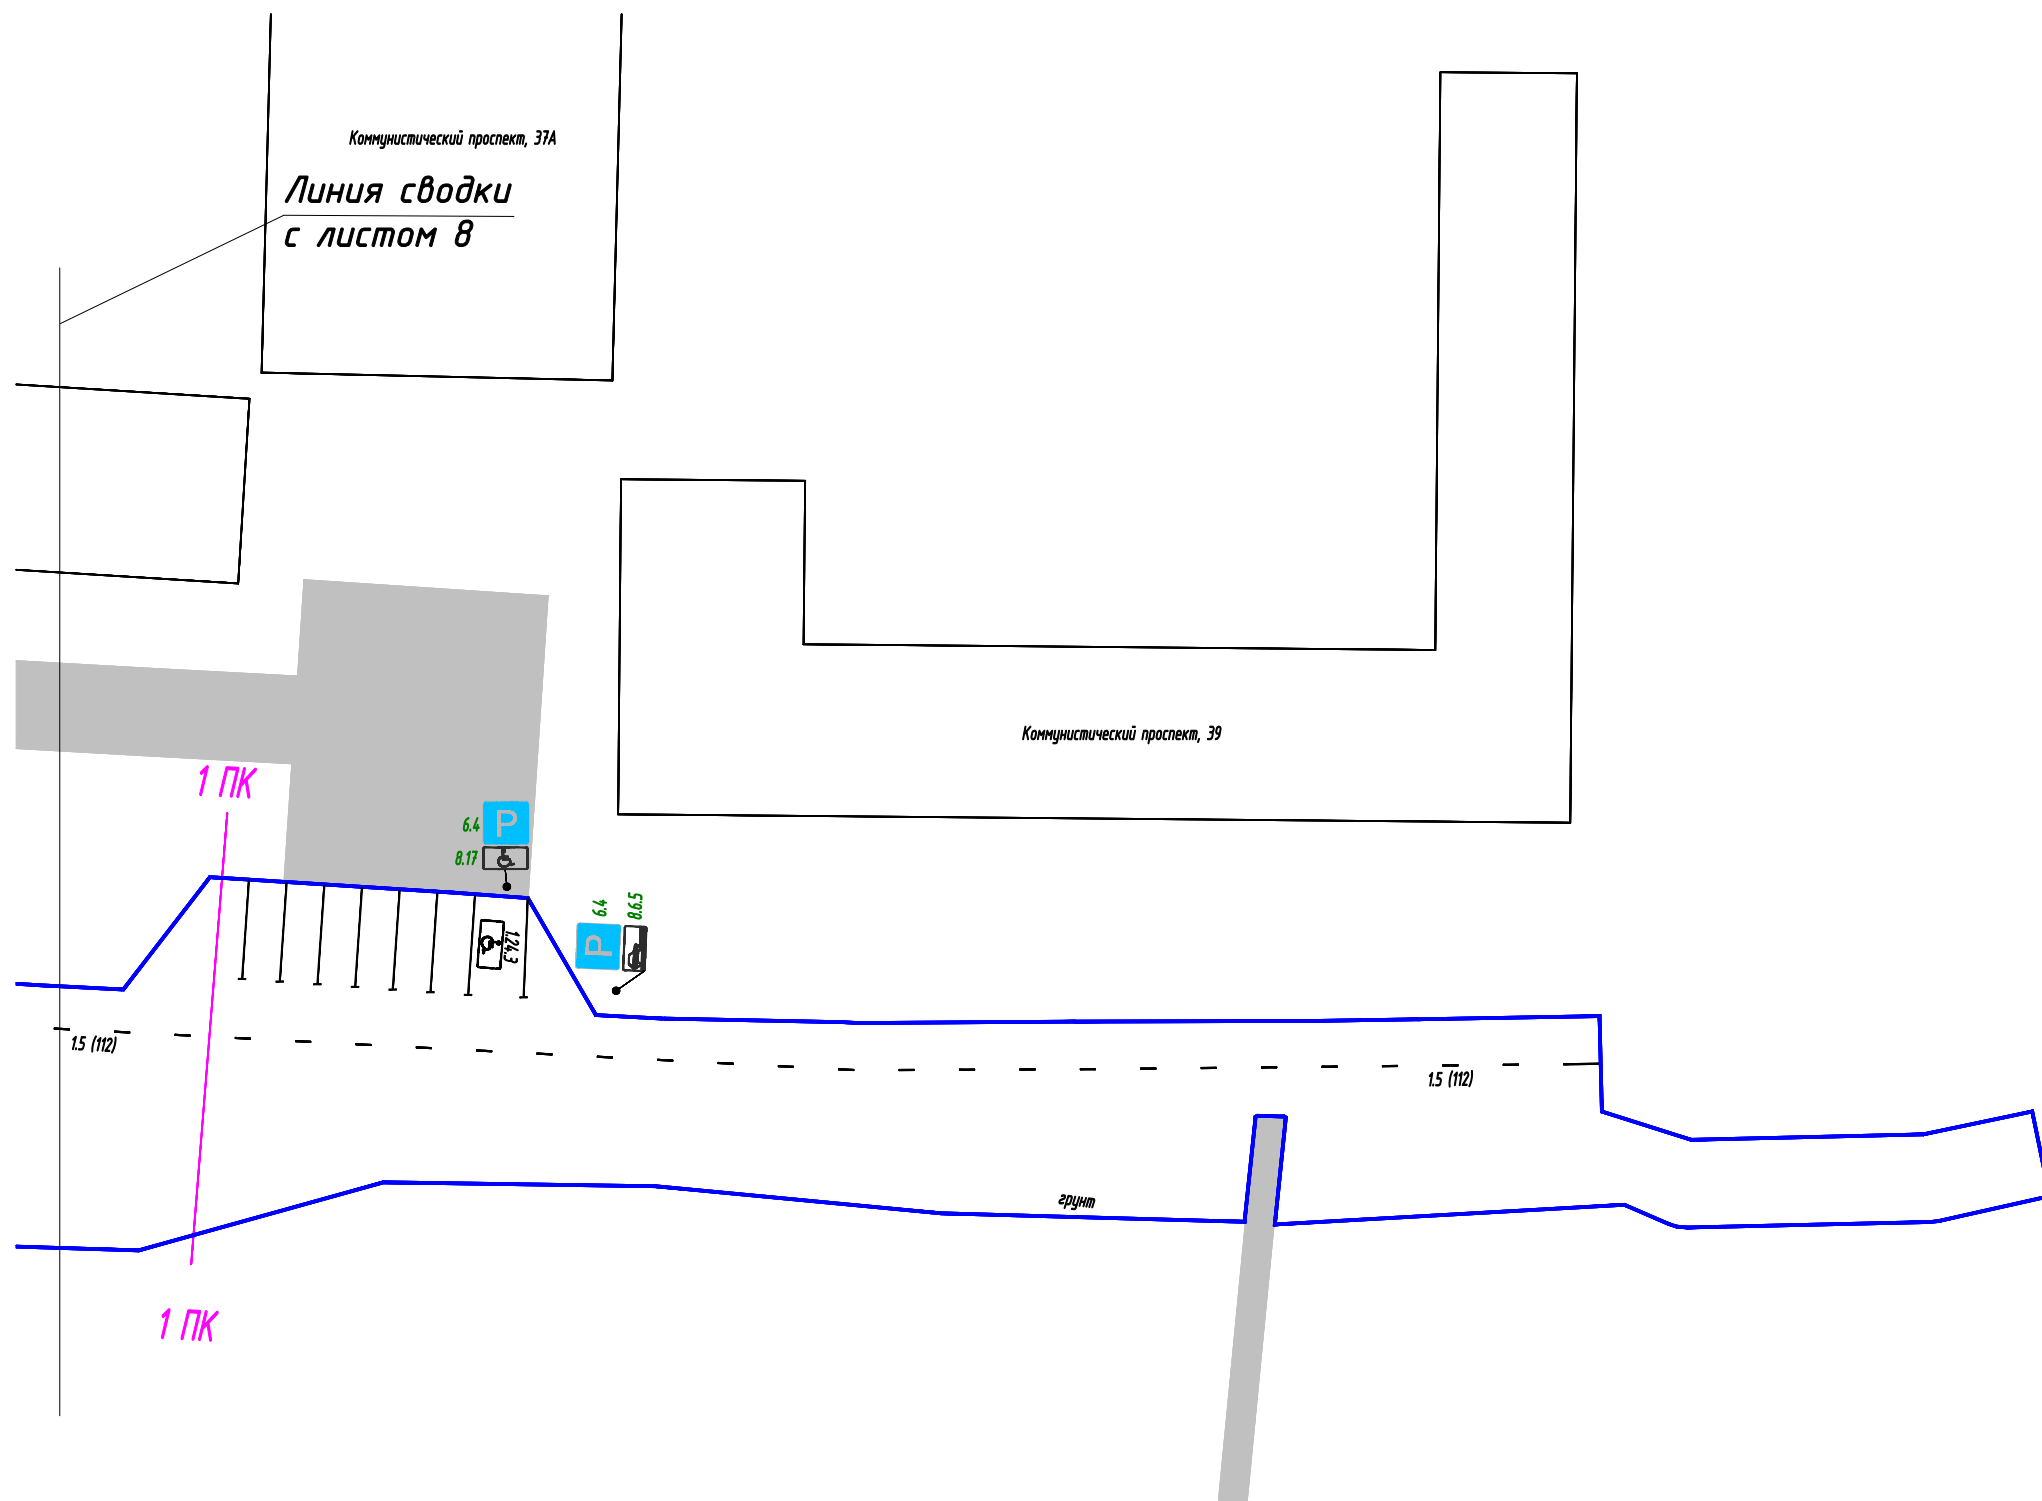 Коммунистический проспект, 37А
Линия сводки
с листом 8
Коммунистический проспект, 39
1 ПК
6.4
P
8.17
6.4
8.6.5
P
1.24.3
1.5 (112)
1.5 (112)
грунт
1 ПК